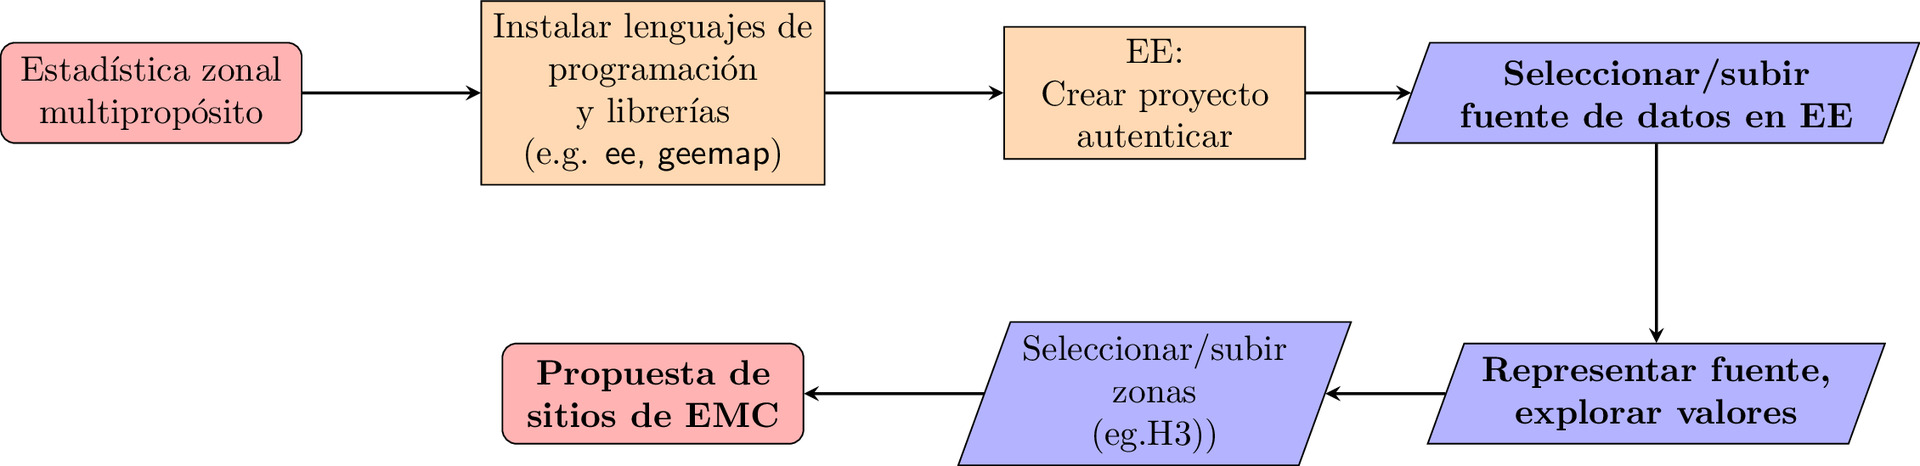 Estadística zonal
multipropósito
Instalar lenguajes de
programación
y librerías
(e.g. ee, geemap)
EE:
Crear proyecto
autenticar
Seleccionar/subir
fuente de datos en EE
Representar fuente,
explorar valores
Seleccionar/subir
zonas
(eg.H3))
Propuesta de
sitios de EMC